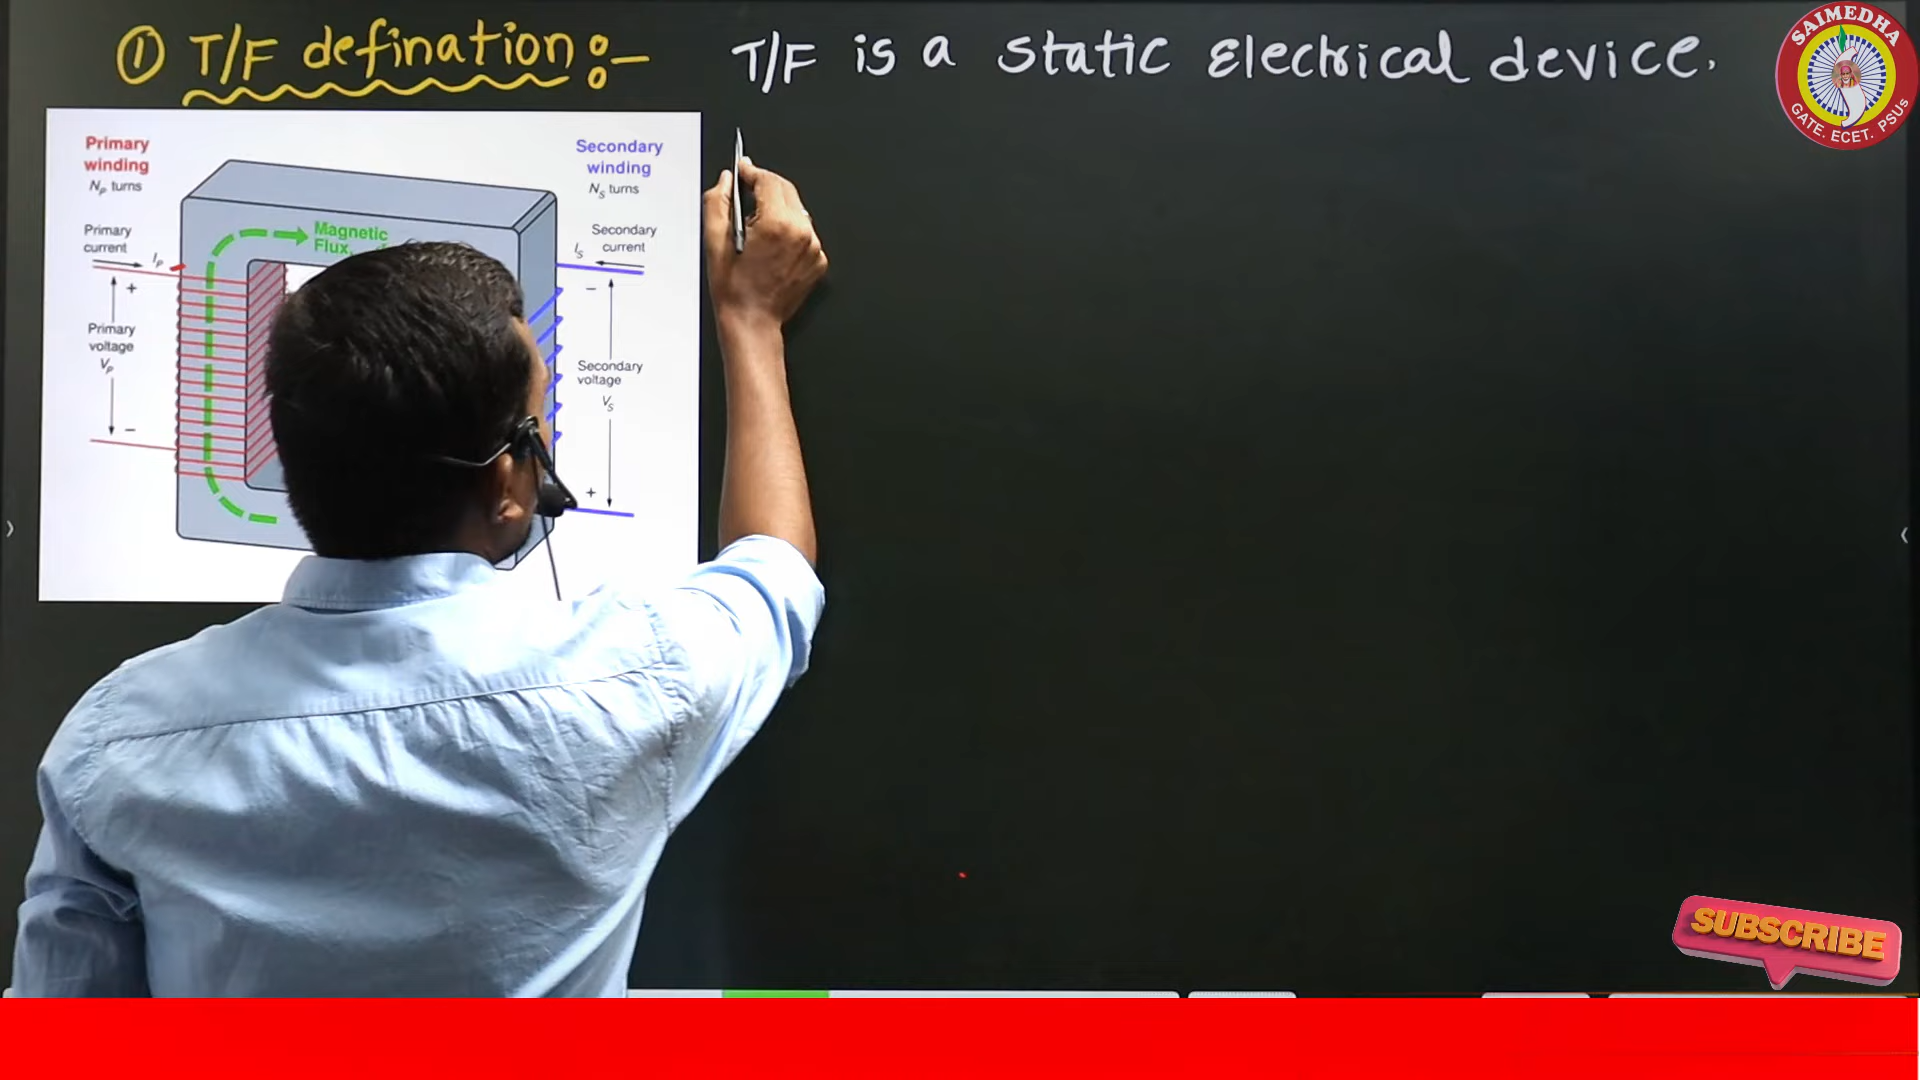 ① T/F defination :- T/F is a static Electrical device.
SAIMEDHA
GATE. ECET. PSUs
Primary
winding
Np turns
Secondary
winding
Ns turns
Primary
current
Ip
Magnetic
Flux,
Secondary
current
Is
+
−
Primary
voltage
Vp
Secondary
voltage
Vs
−
+
SUBSCRIBE